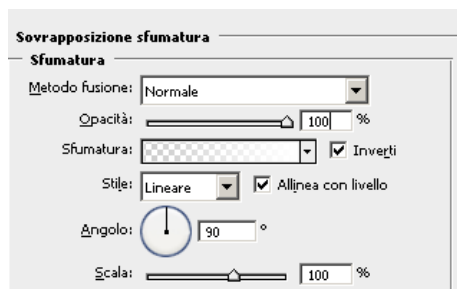 Sovrapposizione sfumatura
Sfumatura
Metodo fusione: Normale
Opacità: 100 %
Sfumatura: Inverti
Stile: Lineare Allinea con livello
Angolo: 90 °
Scala: 100 %